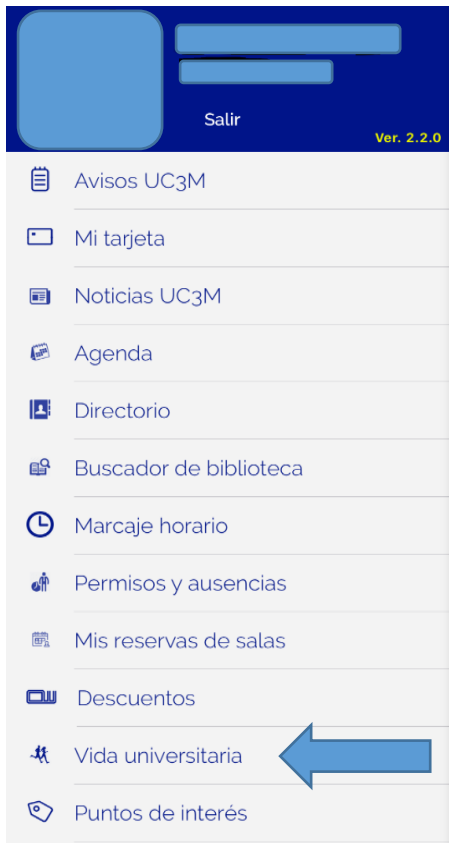 Salir
Ver. 2.2.0
Avisos UC3M
Mi tarjeta
Noticias UC3M
Agenda
Directorio
Buscador de biblioteca
Marcaje horario
Permisos y ausencias
Mis reservas de salas
Descuentos
Vida universitaria
Puntos de interés